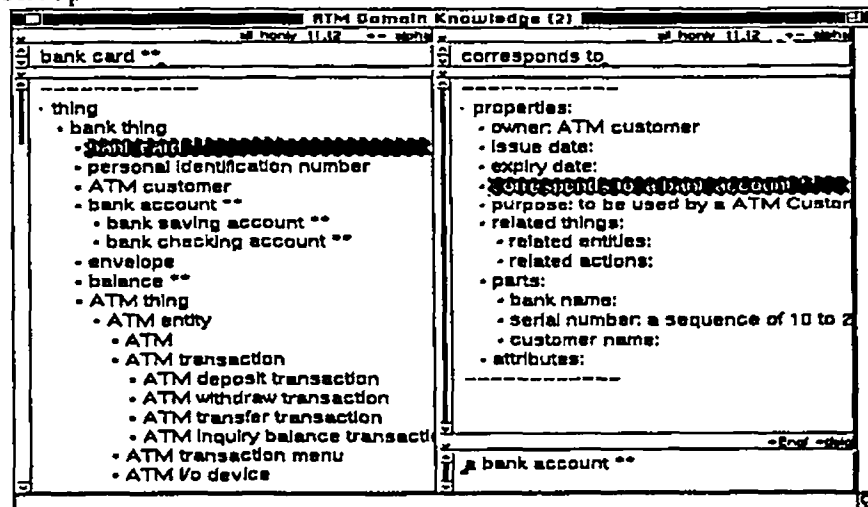 ATM Domain Knowledge (2)
bank card **
- thing
- bank thing
- bank card
- personal identification number
- ATM customer
- bank account **
- bank saving account **
- bank checking account **
- envelope
- balance **
- ATM thing
- ATM entity
- ATM
- ATM transaction
- ATM deposit transaction
- ATM withdraw transaction
- ATM transfer transaction
- ATM inquiry balance transacti
- ATM transaction menu
- ATM i/o device
corresponds to
- properties:
- owner: ATM customer
- issue date:
- expiry date:
- corresponds to a bank account
- purpose: to be used by a ATM Custom
- related things:
- related entities:
- related actions:
- parts:
- bank name:
- serial number: a sequence of 10 to 2
- customer name:
- attributes:
a bank account **